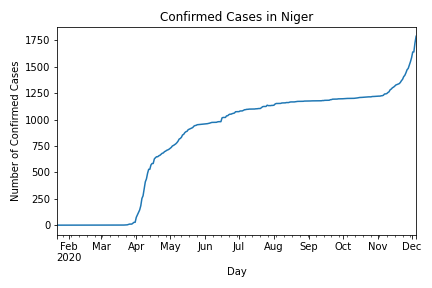 Confirmed Cases in Niger
Number of Confirmed Cases
1750
1500
1250
1000
750
500
250
0
Feb Mar Apr May Jun Jul Aug Sep Oct Nov Dec
2020
Day